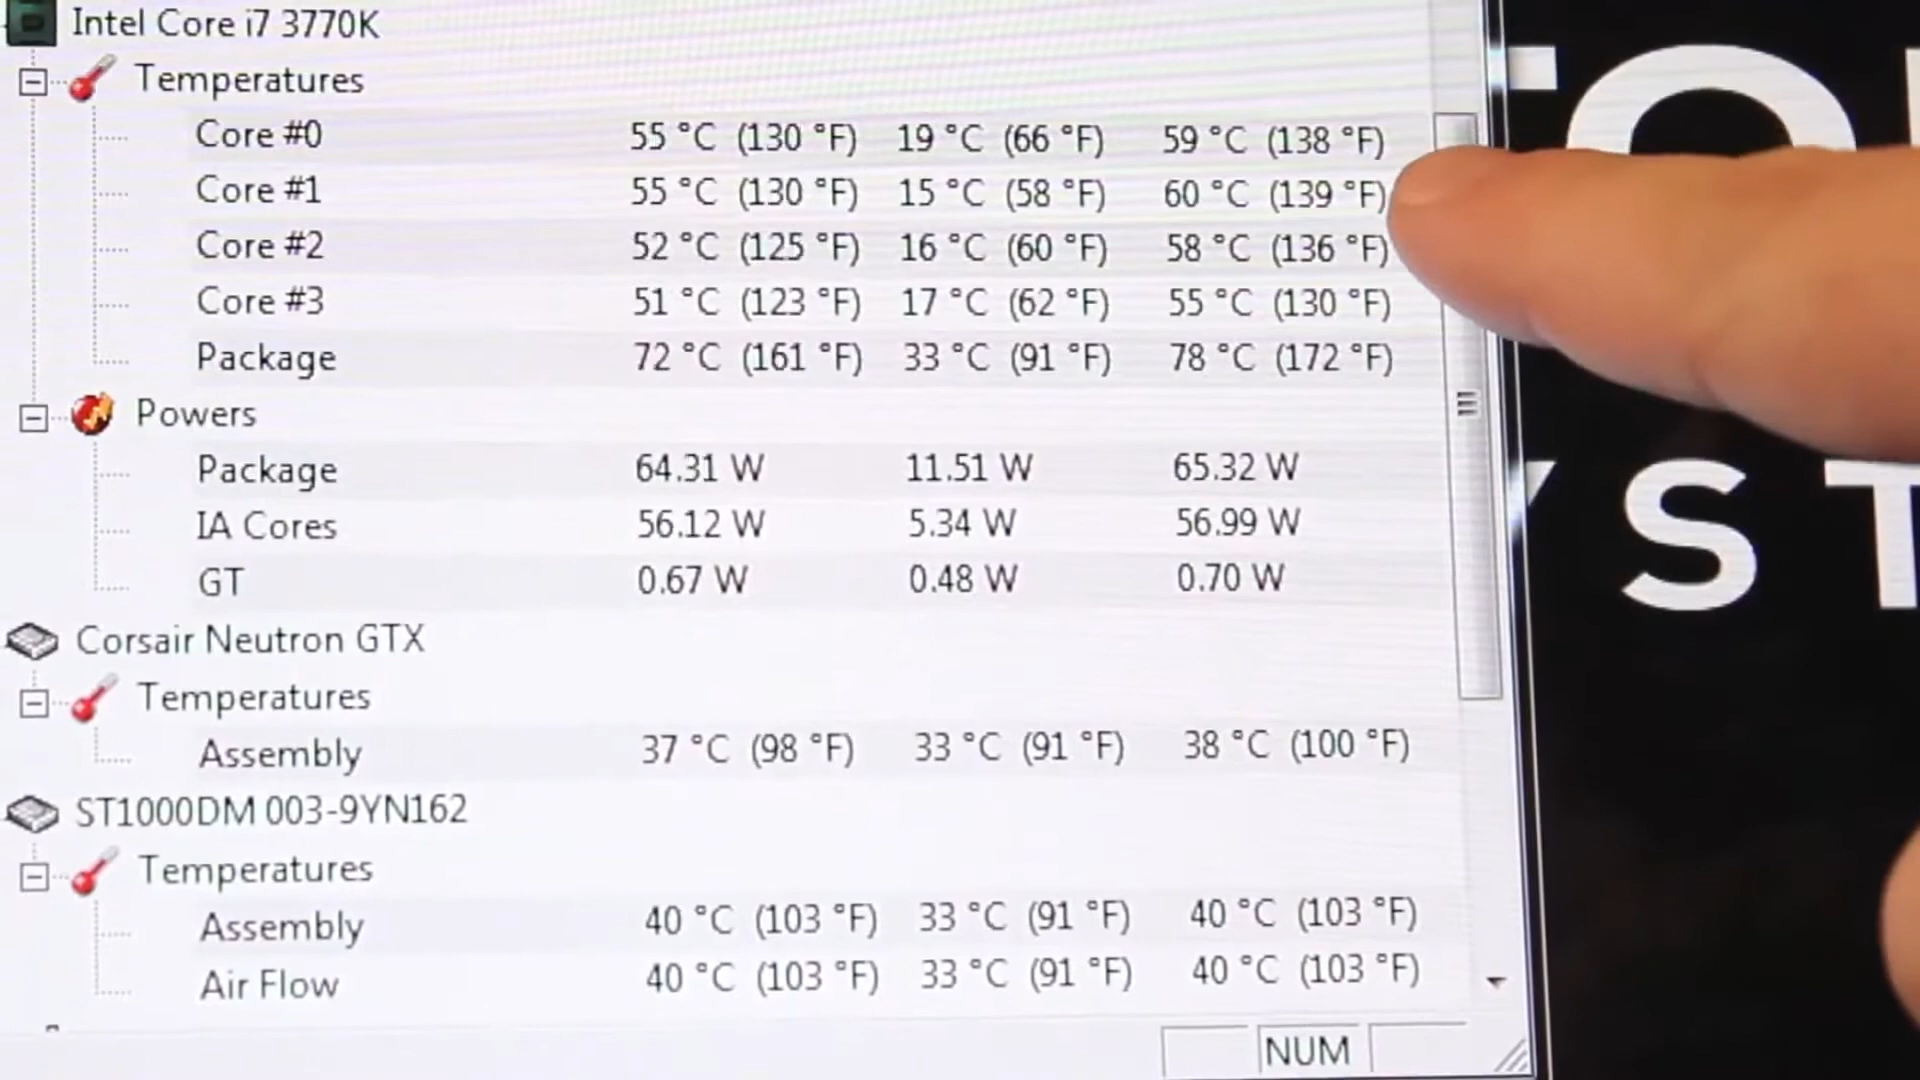 Intel Core i7 3770K
Temperatures
Core #0 55 °C (130 °F) 19 °C (66 °F) 59 °C (138 °F)
Core #1 55 °C (130 °F) 15 °C (58 °F) 60 °C (139 °F)
Core #2 52 °C (125 °F) 16 °C (60 °F) 58 °C (136 °F)
Core #3 51 °C (123 °F) 17 °C (62 °F) 55 °C (130 °F)
Package 72 °C (161 °F) 33 °C (91 °F) 78 °C (172 °F)
Powers
Package 64.31 W 11.51 W 65.32 W
IA Cores 56.12 W 5.34 W 56.99 W
GT 0.67 W 0.48 W 0.70 W
Corsair Neutron GTX
Temperatures
Assembly 37 °C (98 °F) 33 °C (91 °F) 38 °C (100 °F)
ST1000DM003-9YN162
Temperatures
Assembly 40 °C (103 °F) 33 °C (91 °F) 40 °C (103 °F)
Air Flow 40 °C (103 °F) 33 °C (91 °F) 40 °C (103 °F)
NUM